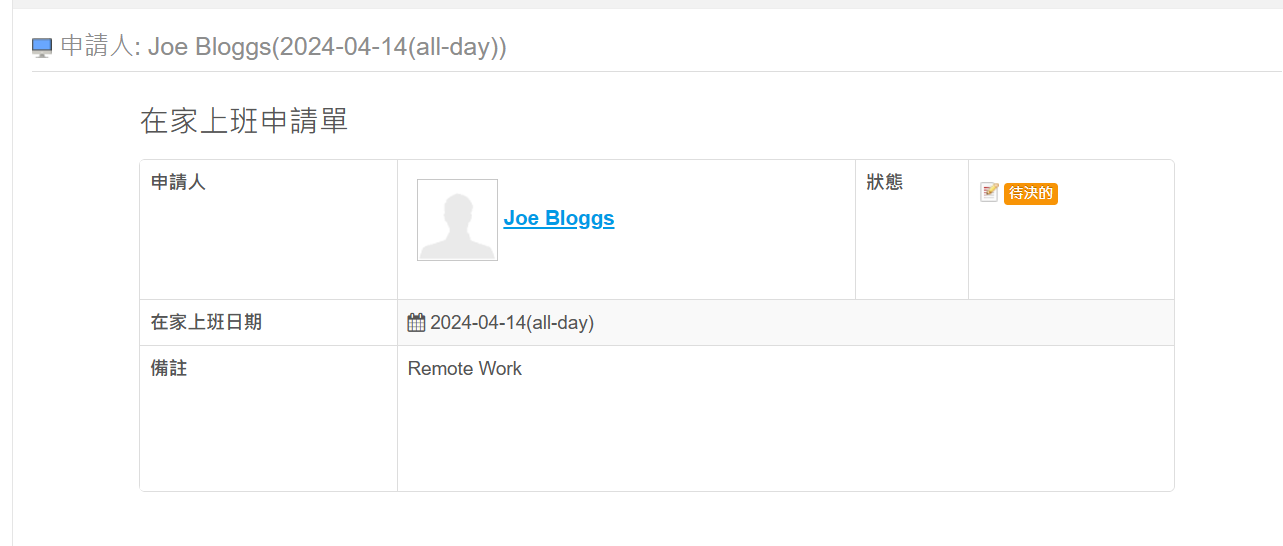 申請人: Joe Bloggs(2024-04-14(all-day))
在家上班申請單
申請人
Joe Bloggs
狀態
待決的
在家上班日期
2024-04-14(all-day)
備註
Remote Work